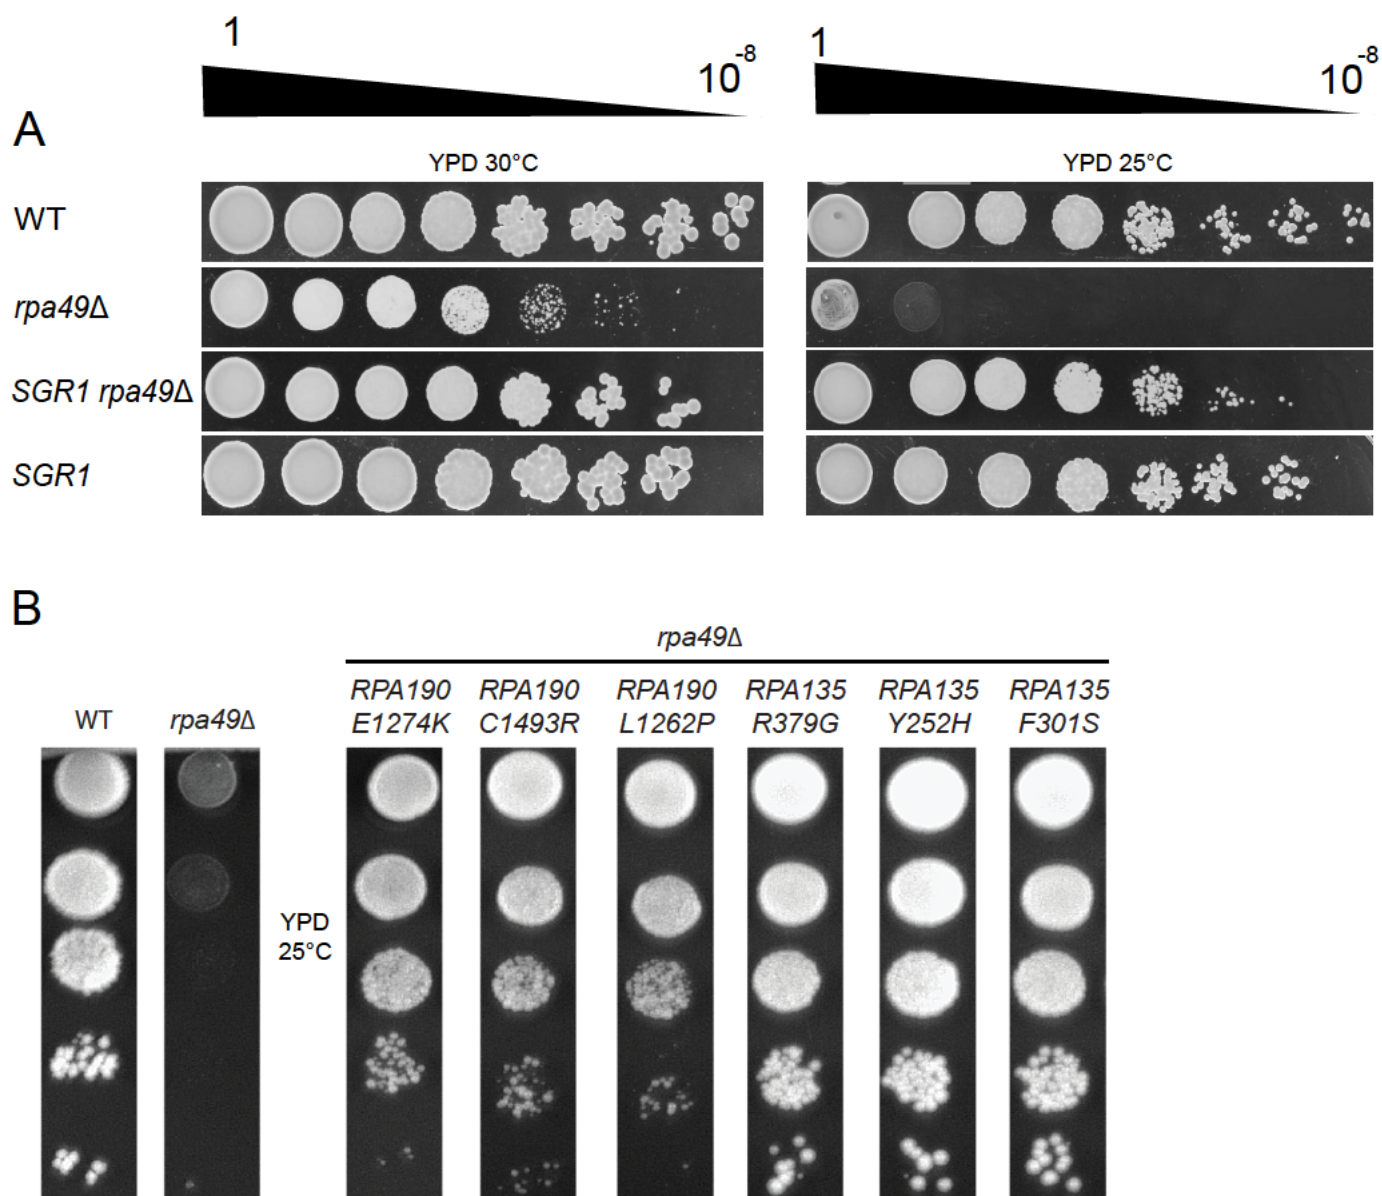 1
10⁻⁸
1
10⁻⁸
A
YPD 30°C
YPD 25°C
WT
rpa49Δ
SGR1 rpa49Δ
SGR1
B
rpa49Δ
WT
rpa49Δ
RPA190
E1274K
RPA190
C1493R
RPA190
L1262P
RPA135
R379G
RPA135
Y252H
RPA135
F301S
YPD
25°C